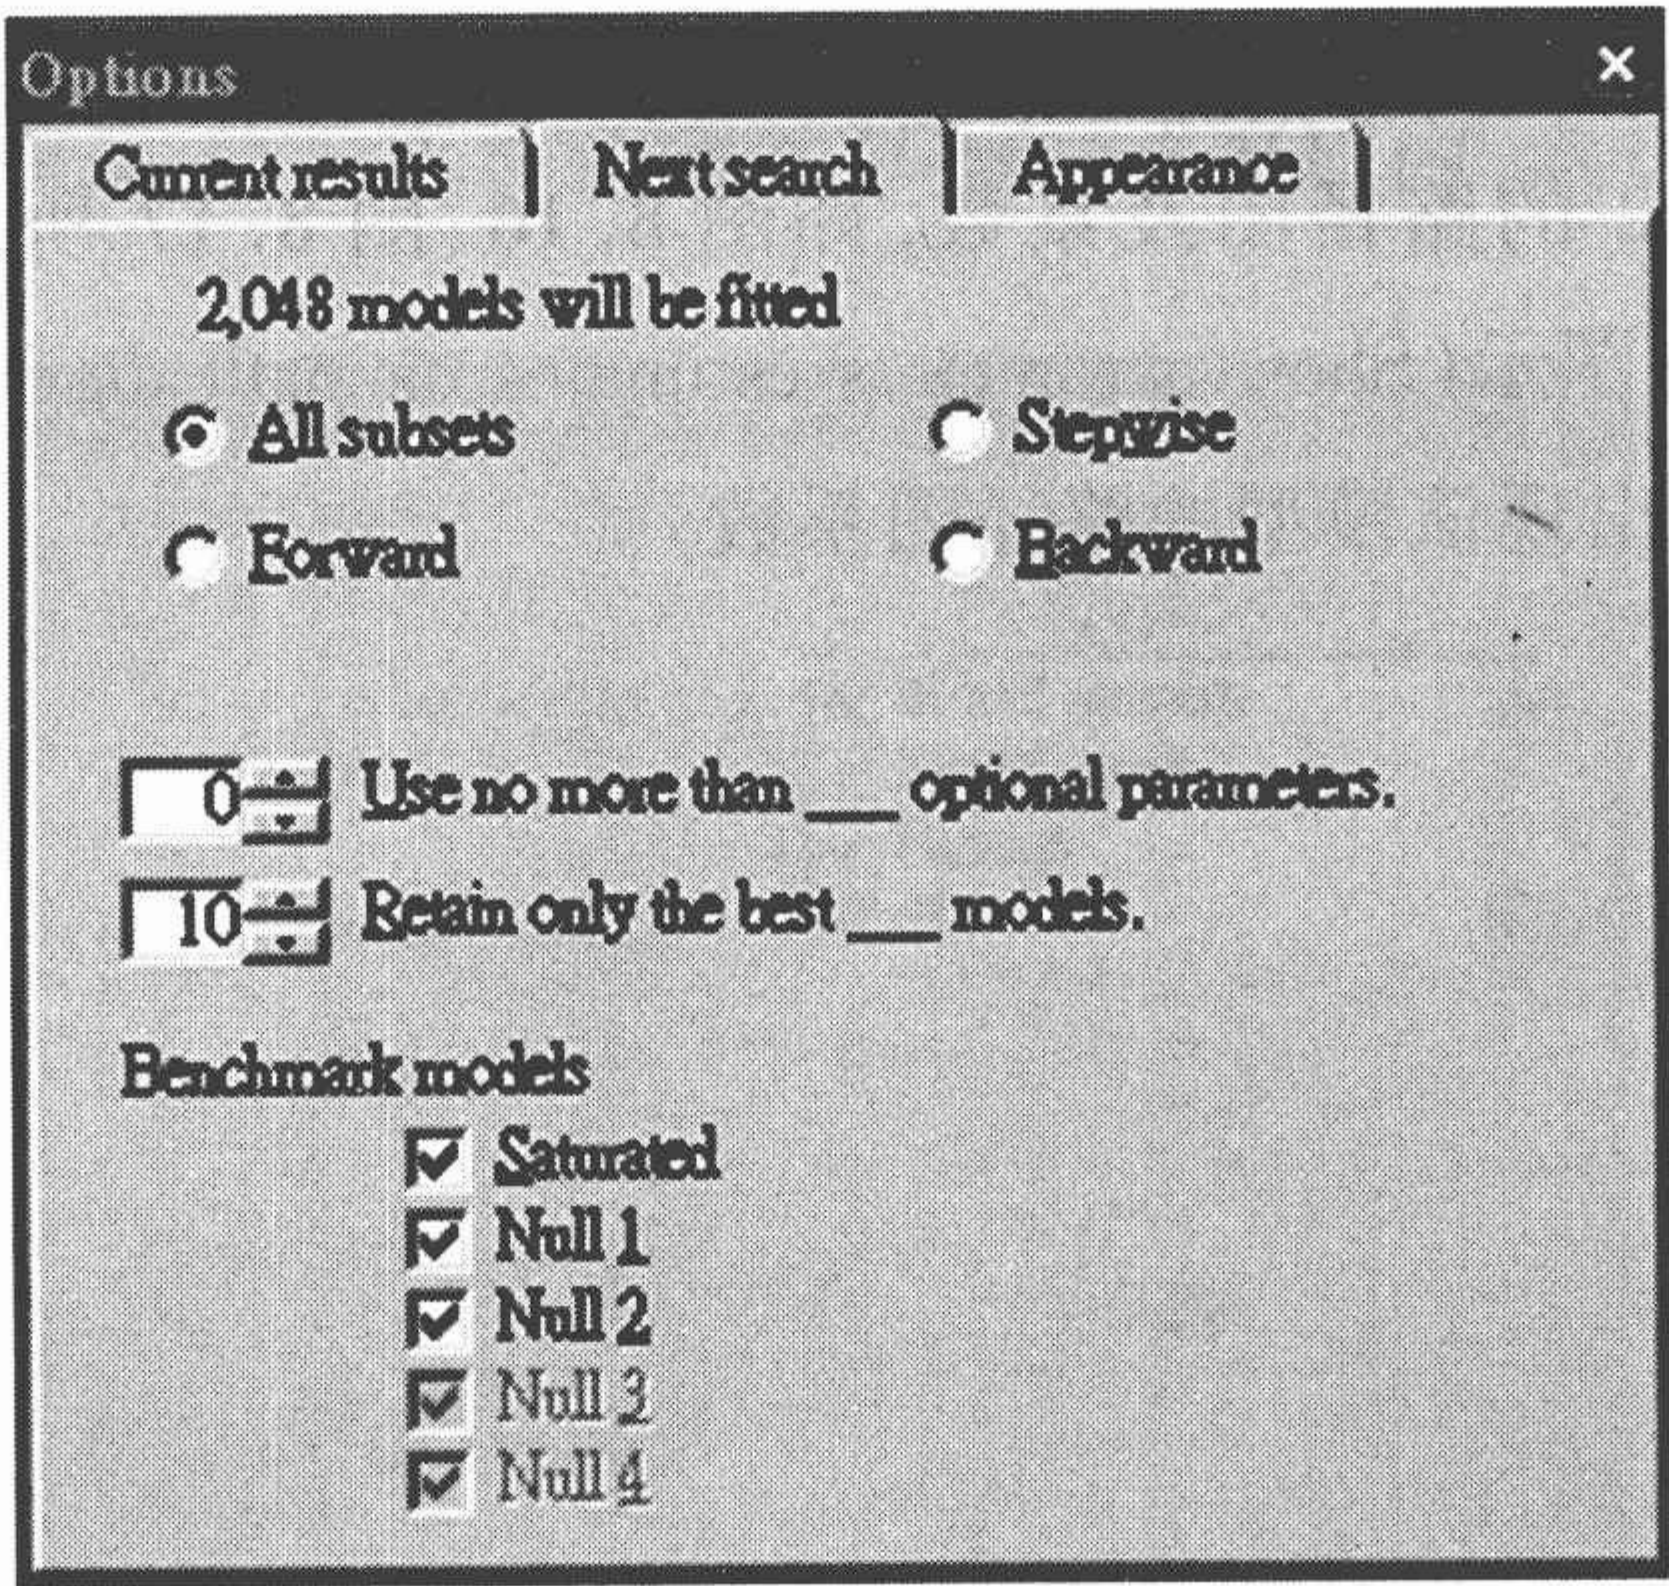 Options
Current results Next search Appearance
2,048 models will be fitted
All subsets Stepwise
Forward Backward
0 Use no more than ___ optional parameters.
10 Retain only the best ___ models.
Benchmark models
Saturated
Null 1
Null 2
Null 3
Null 4